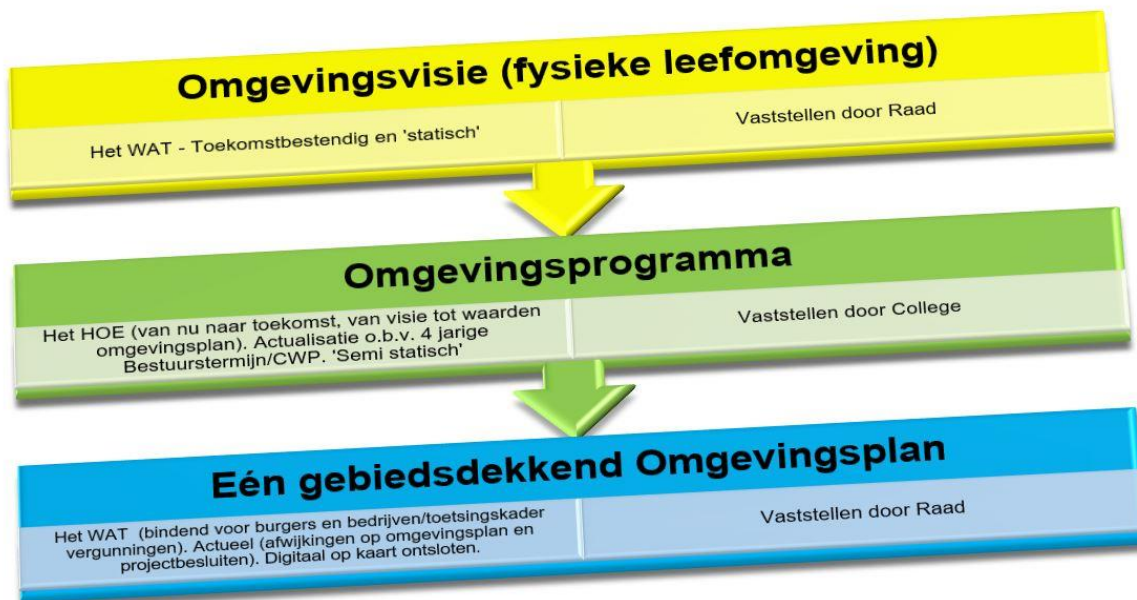 Omgevingsvisie (fysieke leefomgeving)
Het WAT - Toekomstbestendig en 'statisch'
Vaststellen door Raad
Omgevingsprogramma
Het HOE (van nu naar toekomst, van visie tot waarden
omgevingsplan). Actualisatie o.b.v. 4 jarige
Bestuurstermijn/CWP. 'Semi statisch'
Vaststellen door College
Eén gebiedsdekkend Omgevingsplan
Het WAT (bindend voor burgers en bedrijven/toetsingskader
vergunningen). Actueel (afwijkingen op omgevingsplan en
projectbesluiten). Digitaal op kaart ontsloten.
Vaststellen door Raad